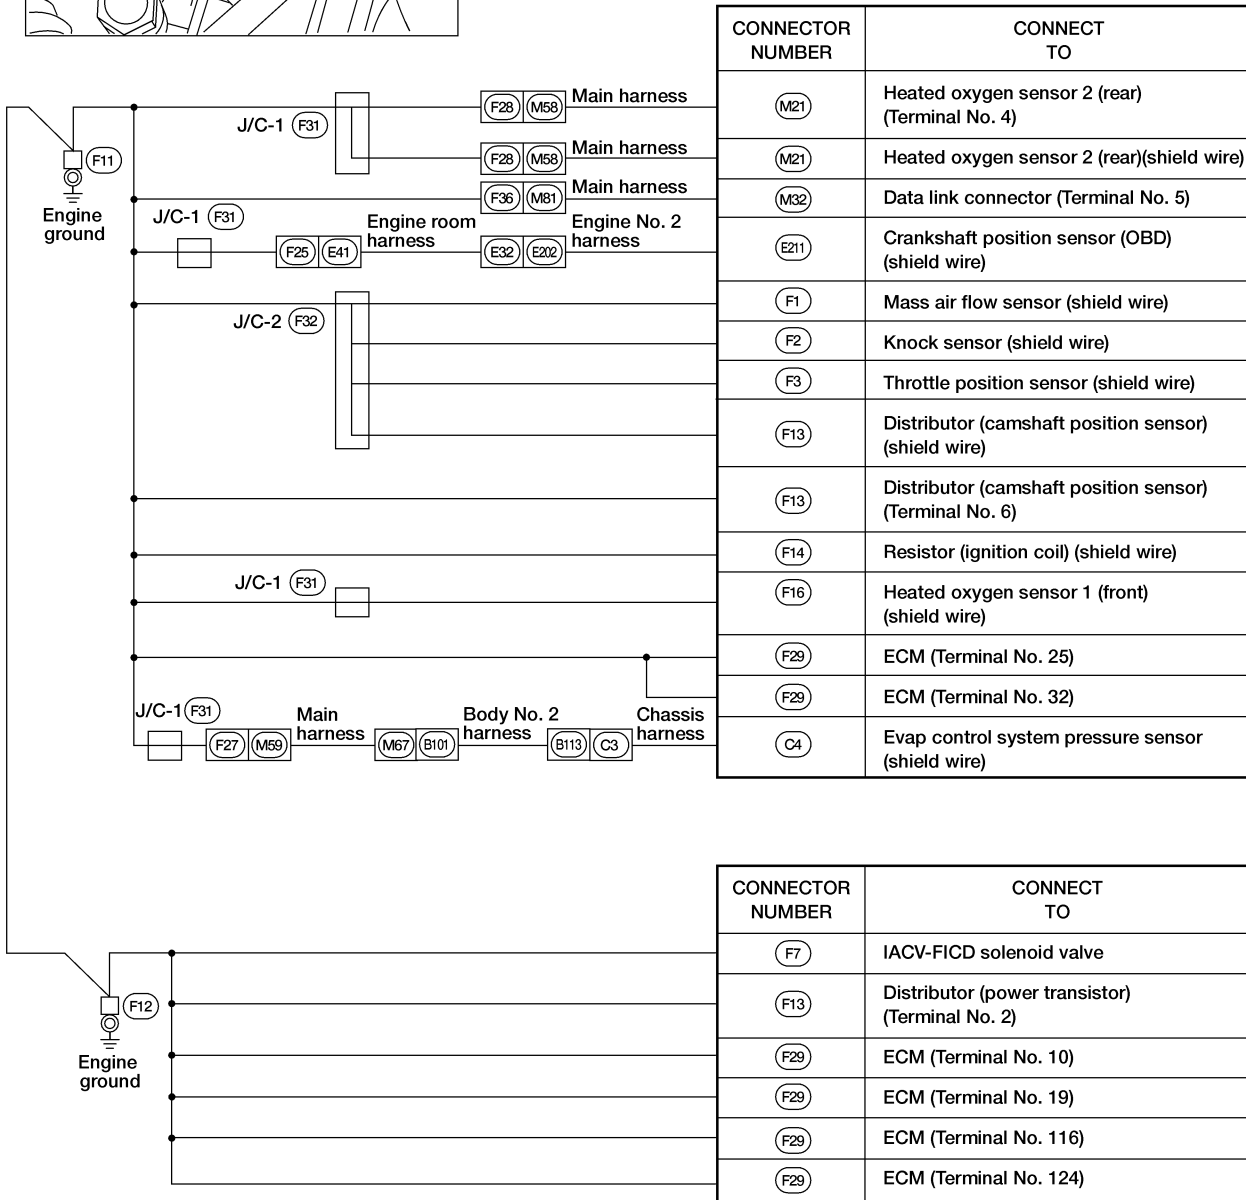 CONNECTOR
NUMBER
CONNECT
TO
J/C-1 F31
F28 M58 Main harness
M21
Heated oxygen sensor 2 (rear)
(Terminal No. 4)
F11
F28 M58 Main harness
M21
Heated oxygen sensor 2 (rear)(shield wire)
F36 M81 Main harness
M32
Data link connector (Terminal No. 5)
Engine
ground
J/C-1 F31
F25 E41
Engine room
harness
E32 E202
Engine No. 2
harness
E211
Crankshaft position sensor (OBD)
(shield wire)
J/C-2 F32
F1
Mass air flow sensor (shield wire)
F2
Knock sensor (shield wire)
F3
Throttle position sensor (shield wire)
F13
Distributor (camshaft position sensor)
(shield wire)
F13
Distributor (camshaft position sensor)
(Terminal No. 6)
F14
Resistor (ignition coil) (shield wire)
J/C-1 F31
F16
Heated oxygen sensor 1 (front)
(shield wire)
F29
ECM (Terminal No. 25)
F29
ECM (Terminal No. 32)
J/C-1 F31
F27 M59
Main
harness
M67 B101
Body No. 2
harness
B113 C3
Chassis
harness
C4
Evap control system pressure sensor
(shield wire)
CONNECTOR
NUMBER
CONNECT
TO
F7
IACV-FICD solenoid valve
F12
Engine
ground
F13
Distributor (power transistor)
(Terminal No. 2)
F29
ECM (Terminal No. 10)
F29
ECM (Terminal No. 19)
F29
ECM (Terminal No. 116)
F29
ECM (Terminal No. 124)